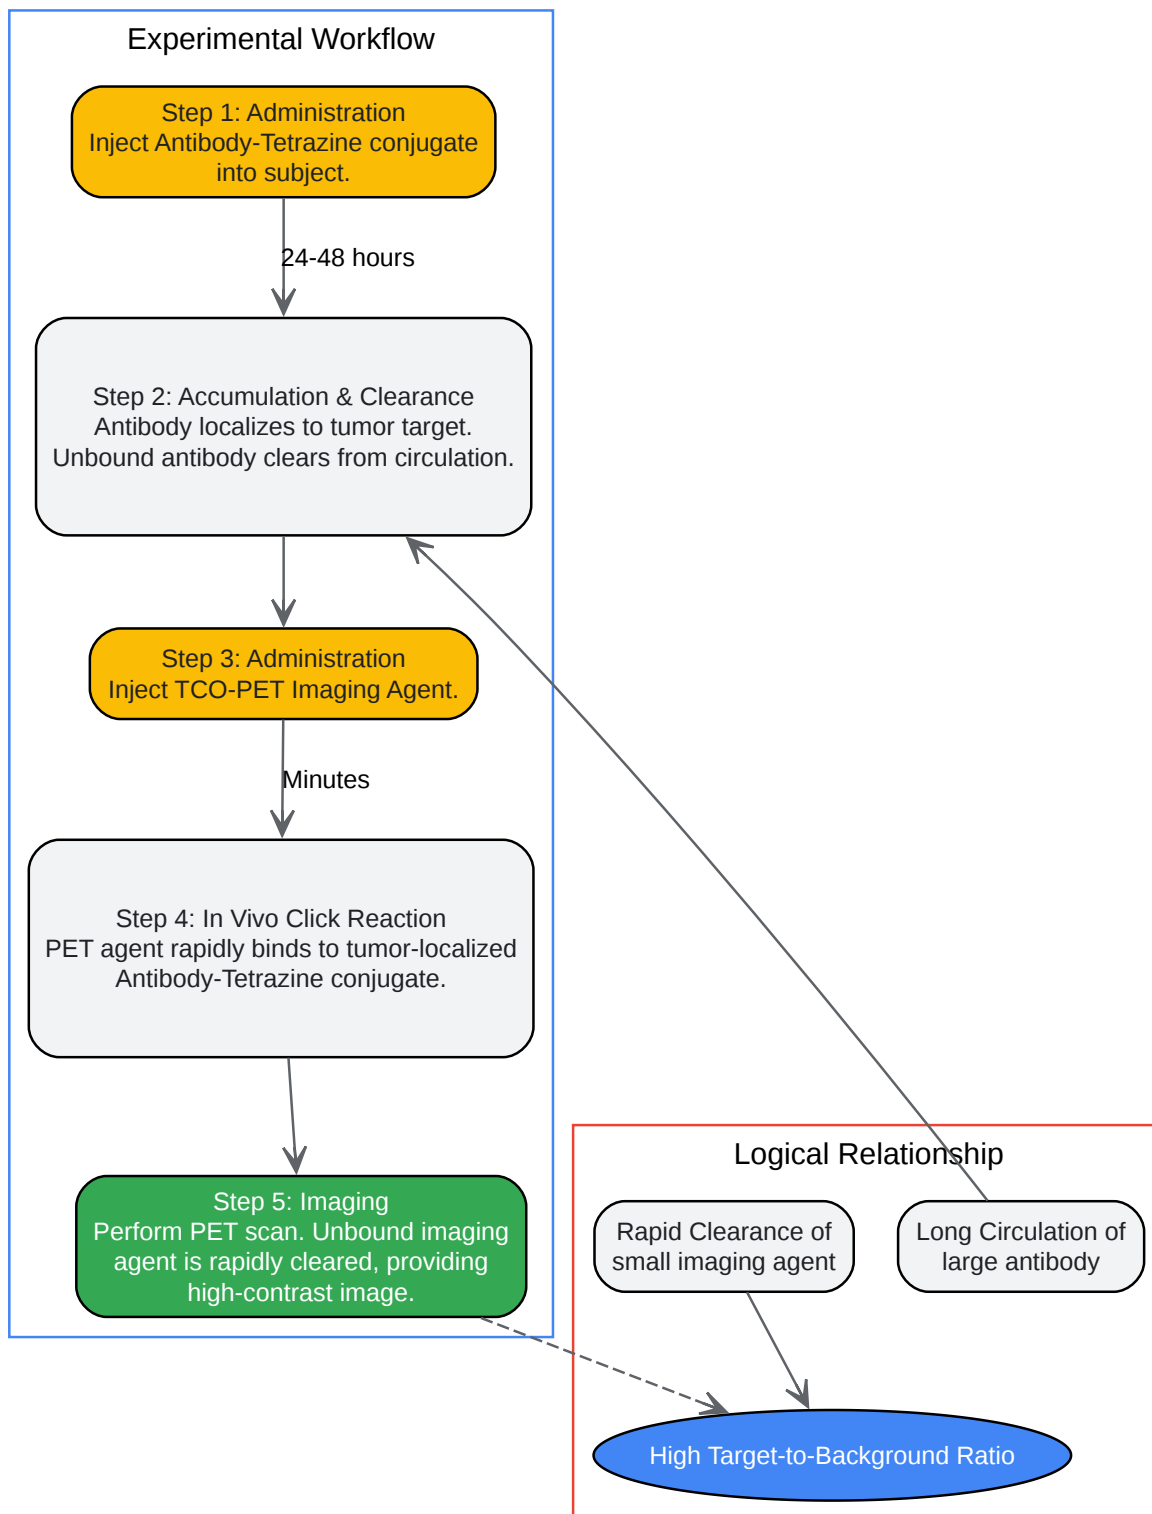 Experimental Workflow
Step 1: Administration
Inject Antibody-Tetrazine conjugate
into subject.
24-48 hours
Step 2: Accumulation & Clearance
Antibody localizes to tumor target.
Unbound antibody clears from circulation.
Step 3: Administration
Inject TCO-PET Imaging Agent.
Minutes
Step 4: In Vivo Click Reaction
PET agent rapidly binds to tumor-localized
Antibody-Tetrazine conjugate.
Step 5: Imaging
Perform PET scan. Unbound imaging
agent is rapidly cleared, providing
high-contrast image.
Logical Relationship
Rapid Clearance of
small imaging agent
Long Circulation of
large antibody
High Target-to-Background Ratio